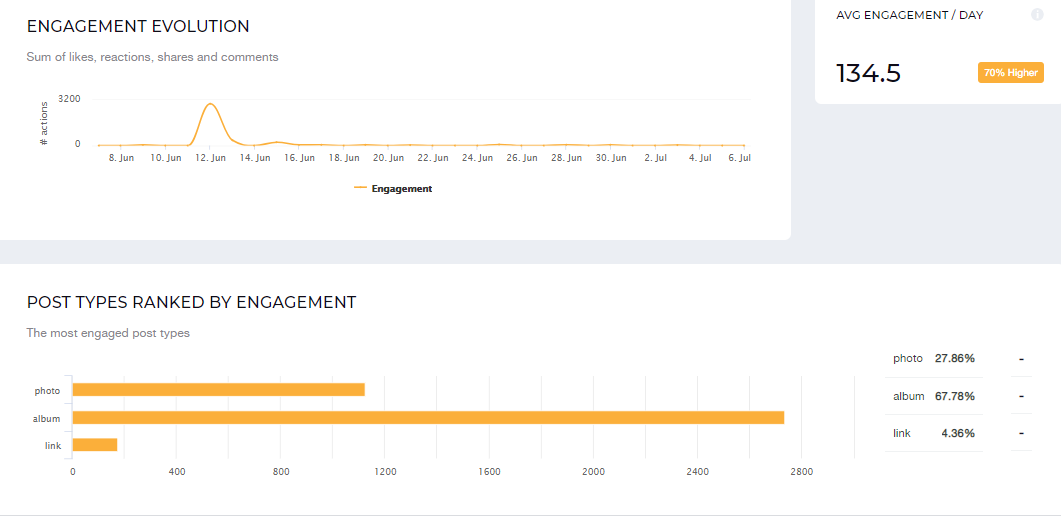 ENGAGEMENT EVOLUTION
Sum of likes, reactions, shares and comments
# actions
3200
0
8. Jun 10. Jun 12. Jun 14. Jun 16. Jun 18. Jun 20. Jun 22. Jun 24. Jun 26. Jun 28. Jun 30. Jun 2. Jul 4. Jul 6. Jul
Engagement
AVG ENGAGEMENT / DAY
i
134.5 70% Higher
POST TYPES RANKED BY ENGAGEMENT
The most engaged post types
photo
album
link
0 400 800 1200 1600 2000 2400 2800
photo 27.86% -
album 67.78% -
link 4.36% -